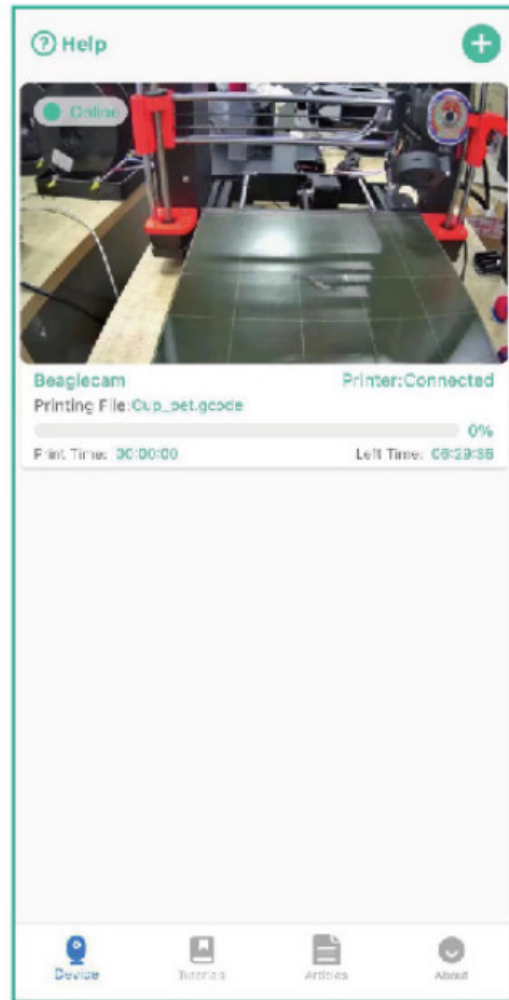 Help
Online
Beaglecam Printer:Connected
Printing File:Cup_pet.gcode
0%
Print Time: 00:00:00 Left Time: 06:29:36
Device Tutorials Articles About